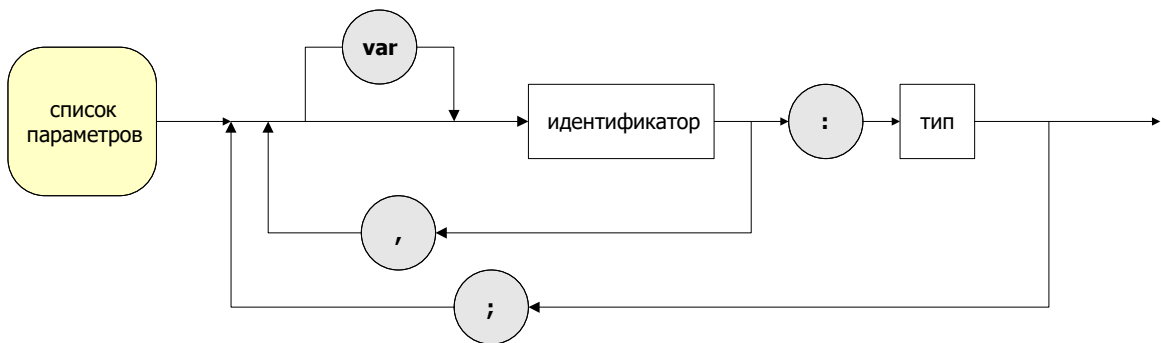 var
список
параметров
идентификатор
:
тип
,
;